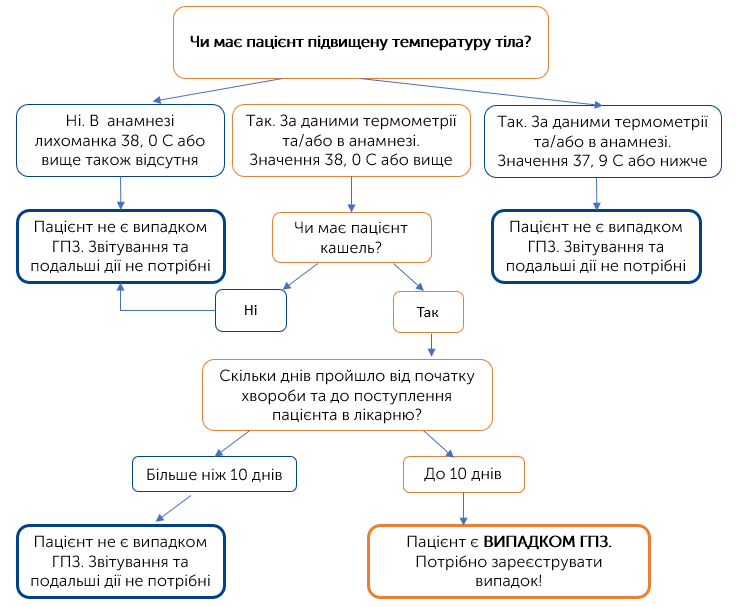 Чи має пацієнт підвищену температуру тіла?
Ні. В анамнезі
лихоманка 38, 0 С або
вище також відсутня
Так. За даними термометрії
та/або в анамнезі.
Значення 38, 0 С або вище
Так. За даними термометрії
та/або в анамнезі.
Значення 37, 9 С або нижче
Пацієнт не є випадком
ГПЗ. Звітування та
подальші дії не потрібні
Чи має пацієнт
кашель?
Пацієнт не є випадком
ГПЗ. Звітування та
подальші дії не потрібні
Ні
Так
Скільки днів пройшло від початку
хвороби та до поступлення
пацієнта в лікарню?
Більше ніж 10 днів
До 10 днів
Пацієнт не є випадком
ГПЗ. Звітування та
подальші дії не потрібні
Пацієнт є ВИПАДКОМ ГПЗ.
Потрібно зареєструвати
випадок!